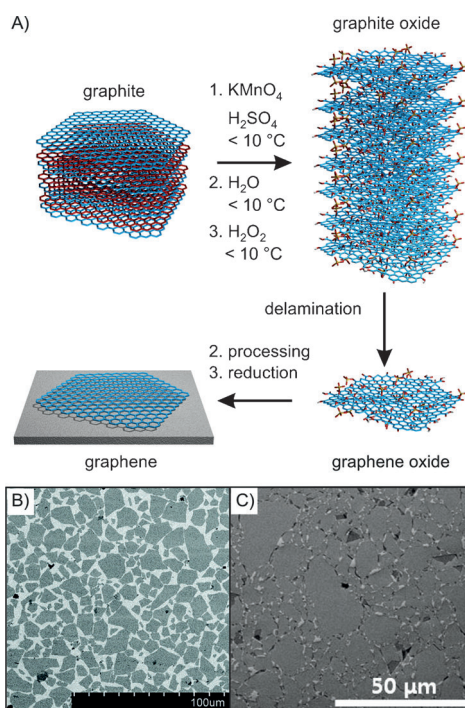 A)
graphite oxide
graphite
1. KMnO₄
H₂SO₄
< 10 °C
2. H₂O
< 10 °C
3. H₂O₂
< 10 °C
delamination
2. processing
3. reduction
graphene
graphene oxide
B)
C)
100um
50 µm